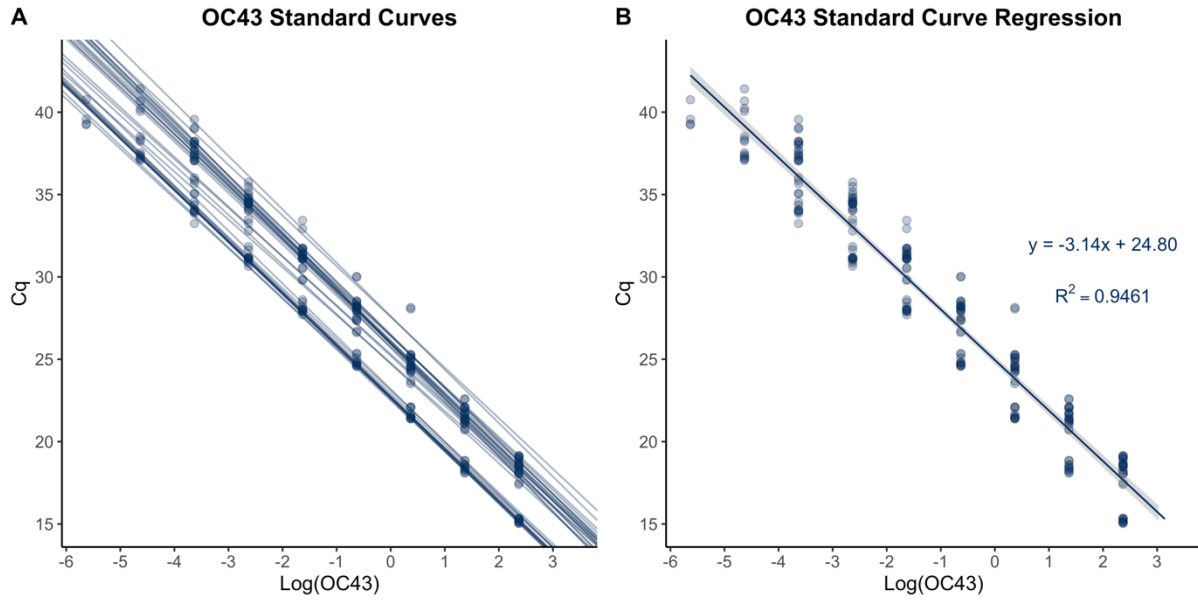 A
OC43 Standard Curves
40
35
30
25
20
15
Cq
-6 -5 -4 -3 -2 -1 0 1 2 3
Log(OC43)
B
OC43 Standard Curve Regression
40
35
30
25
20
15
Cq
y = -3.14x + 24.80
R² = 0.9461
-6 -5 -4 -3 -2 -1 0 1 2 3
Log(OC43)